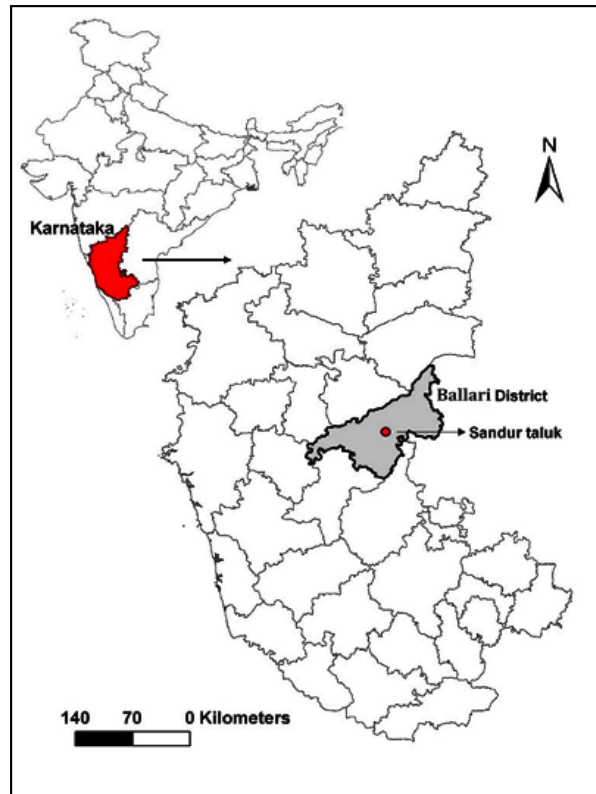 N
Karnataka
Ballari District
Sandur taluk
140 70 0 Kilometers